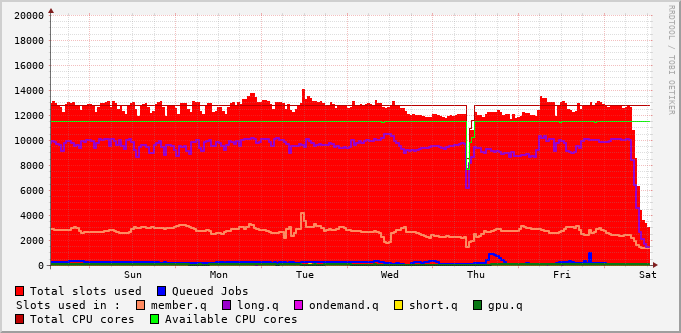 20000
18000
16000
14000
12000
10000
8000
6000
4000
2000
0
Sun Mon Tue Wed Thu Fri Sat
RRDTOOL / TOBI OETIKER
Total slots used Queued Jobs
Slots used in : member.q long.q ondemand.q short.q gpu.q
Total CPU cores Available CPU cores